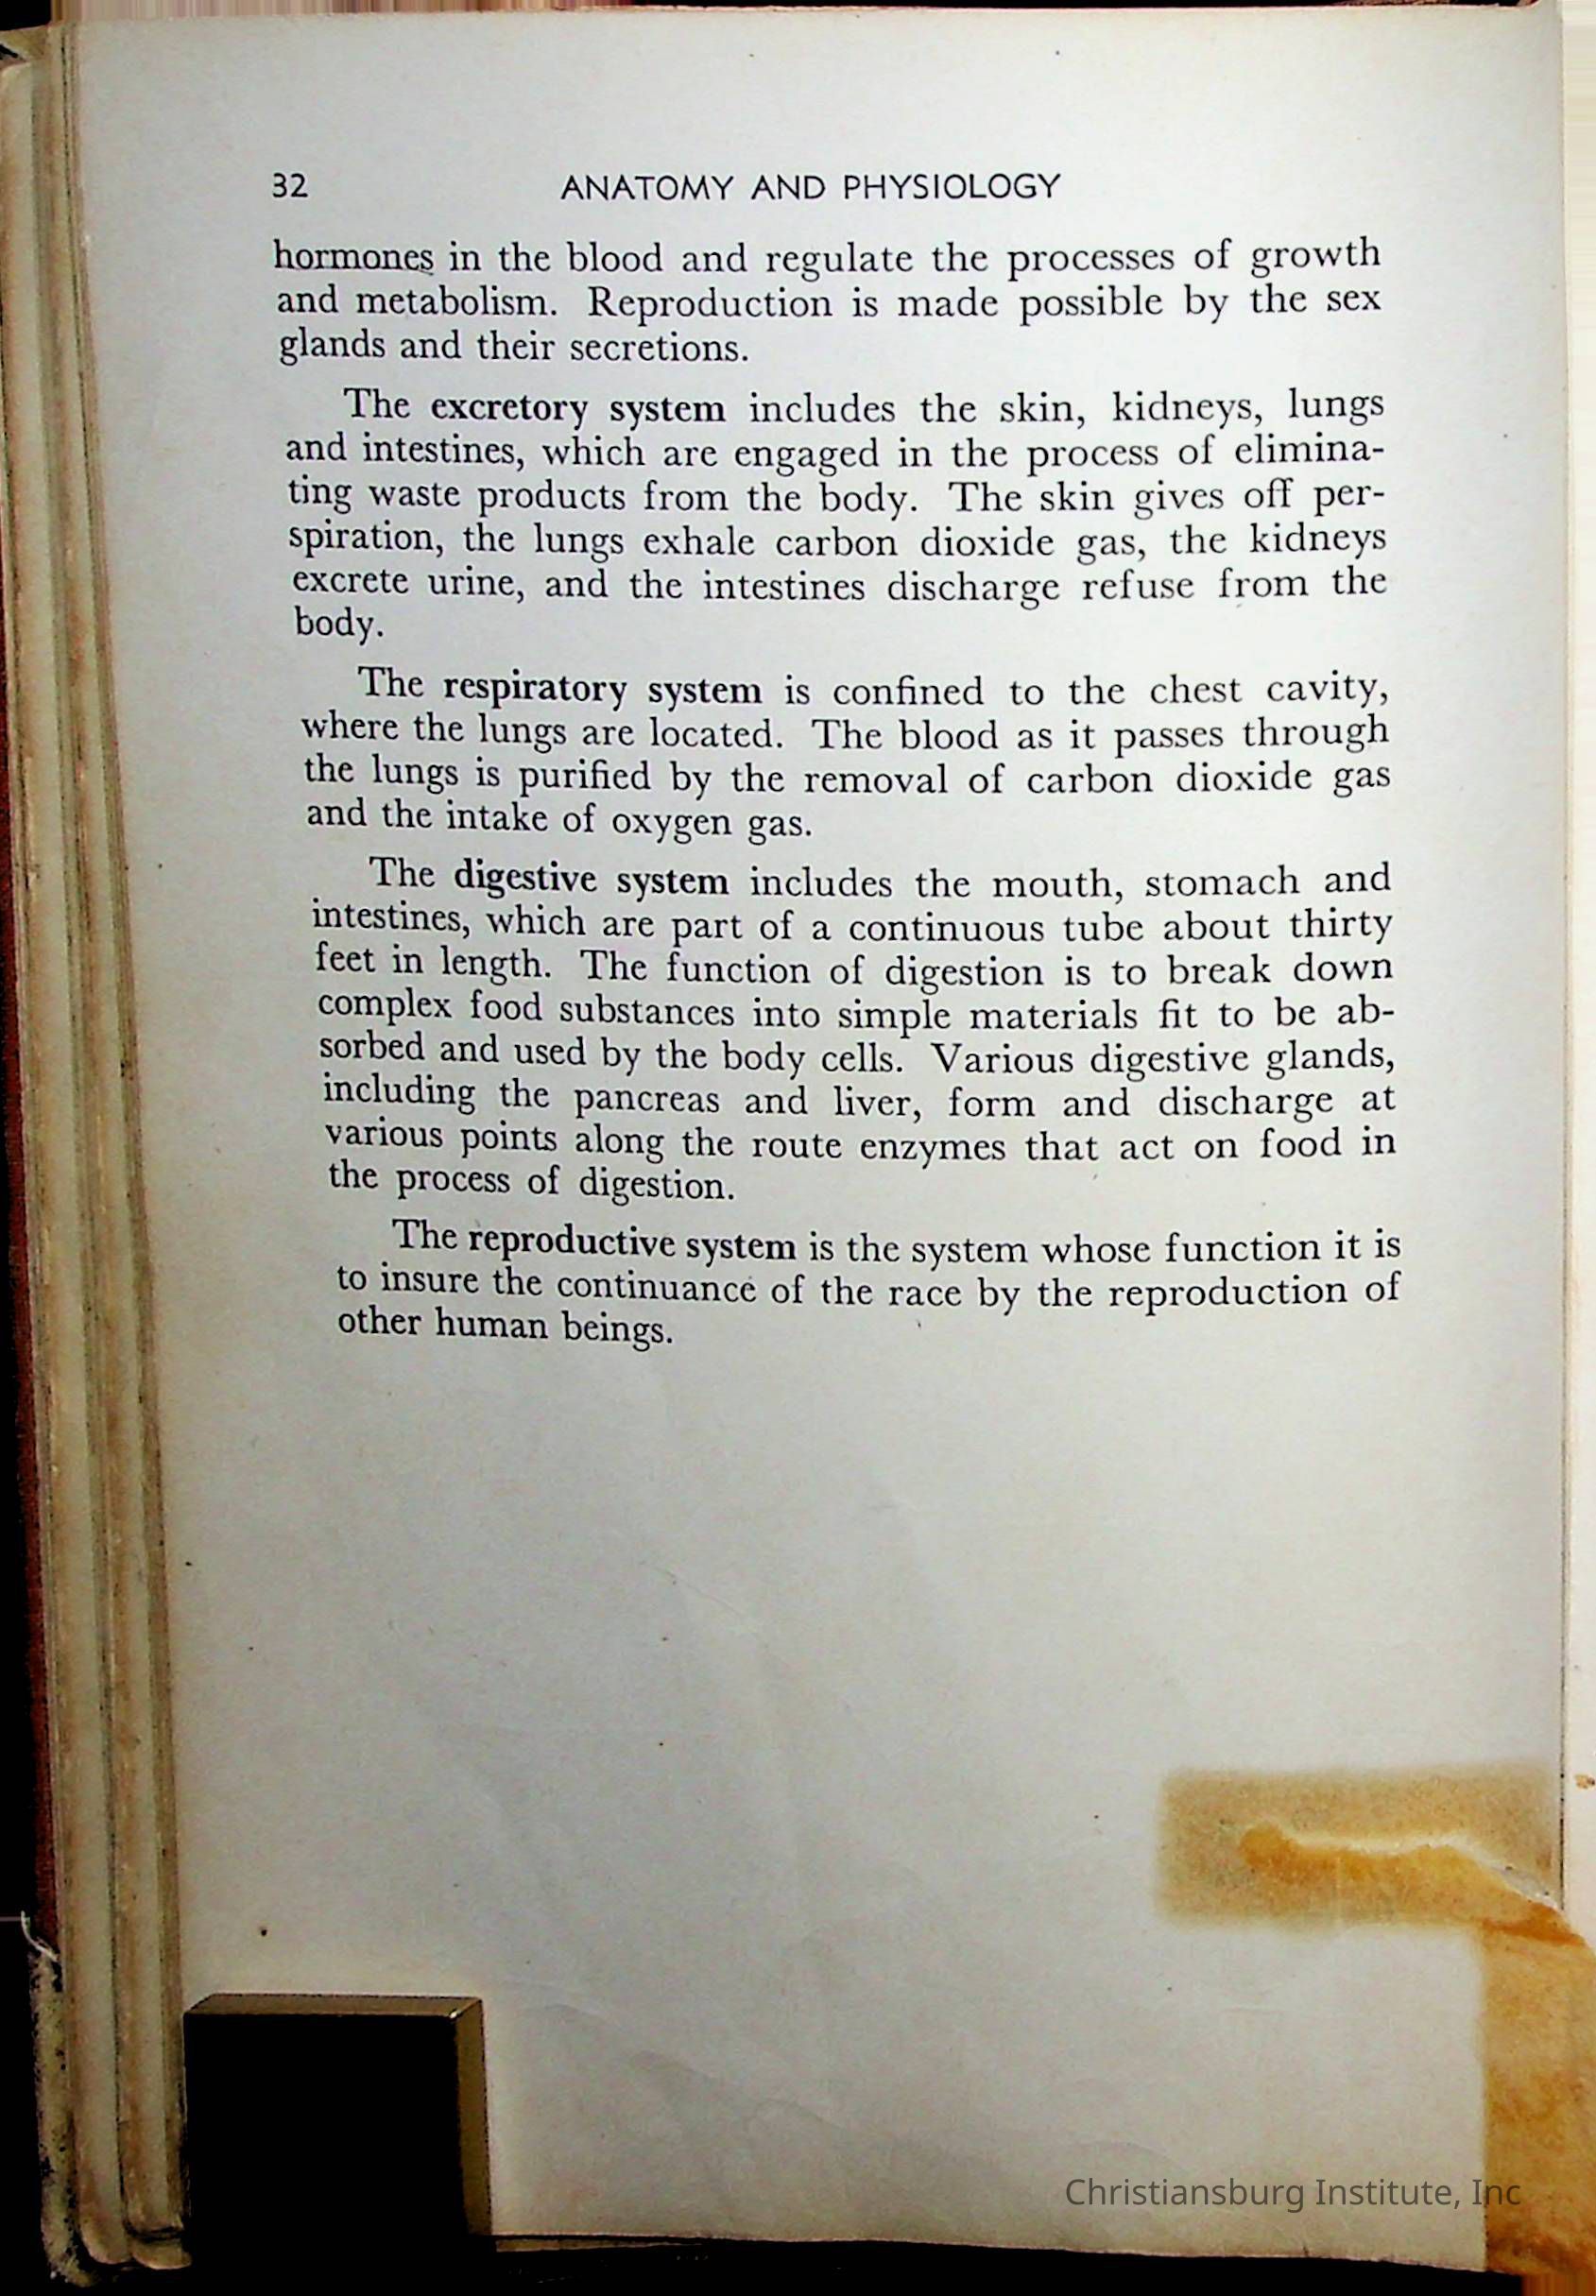 32 ANATOMY AND PHYSIOLOGY
hormones in the blood and regulate the processes of growth
and metabolism. Reproduction is made possible by the sex
glands and their secretions.
The excretory system includes the skin, kidneys, lungs
and intestines, which are engaged in the process of elimina-
ting waste products from the body. The skin gives off per-
spiration, the lungs exhale carbon dioxide gas, the kidneys
excrete urine, and the intestines discharge refuse from the
body.
The respiratory system is confined to the chest cavity,
where the lungs are located. The blood as it passes through
the lungs is purified by the removal of carbon dioxide gas
and the intake of oxygen gas.
The digestive system includes the mouth, stomach and
intestines, which are part of a continuous tube about thirty
feet in length. The function of digestion is to break down
complex food substances into simple materials fit to be ab-
sorbed and used by the body cells. Various digestive glands,
including the pancreas and liver, form and discharge at
various points along the route enzymes that act on food in
the process of digestion.
The reproductive system is the system whose function it is
to insure the continuance of the race by the reproduction of
other human beings.
Christiansburg Institute, Inc